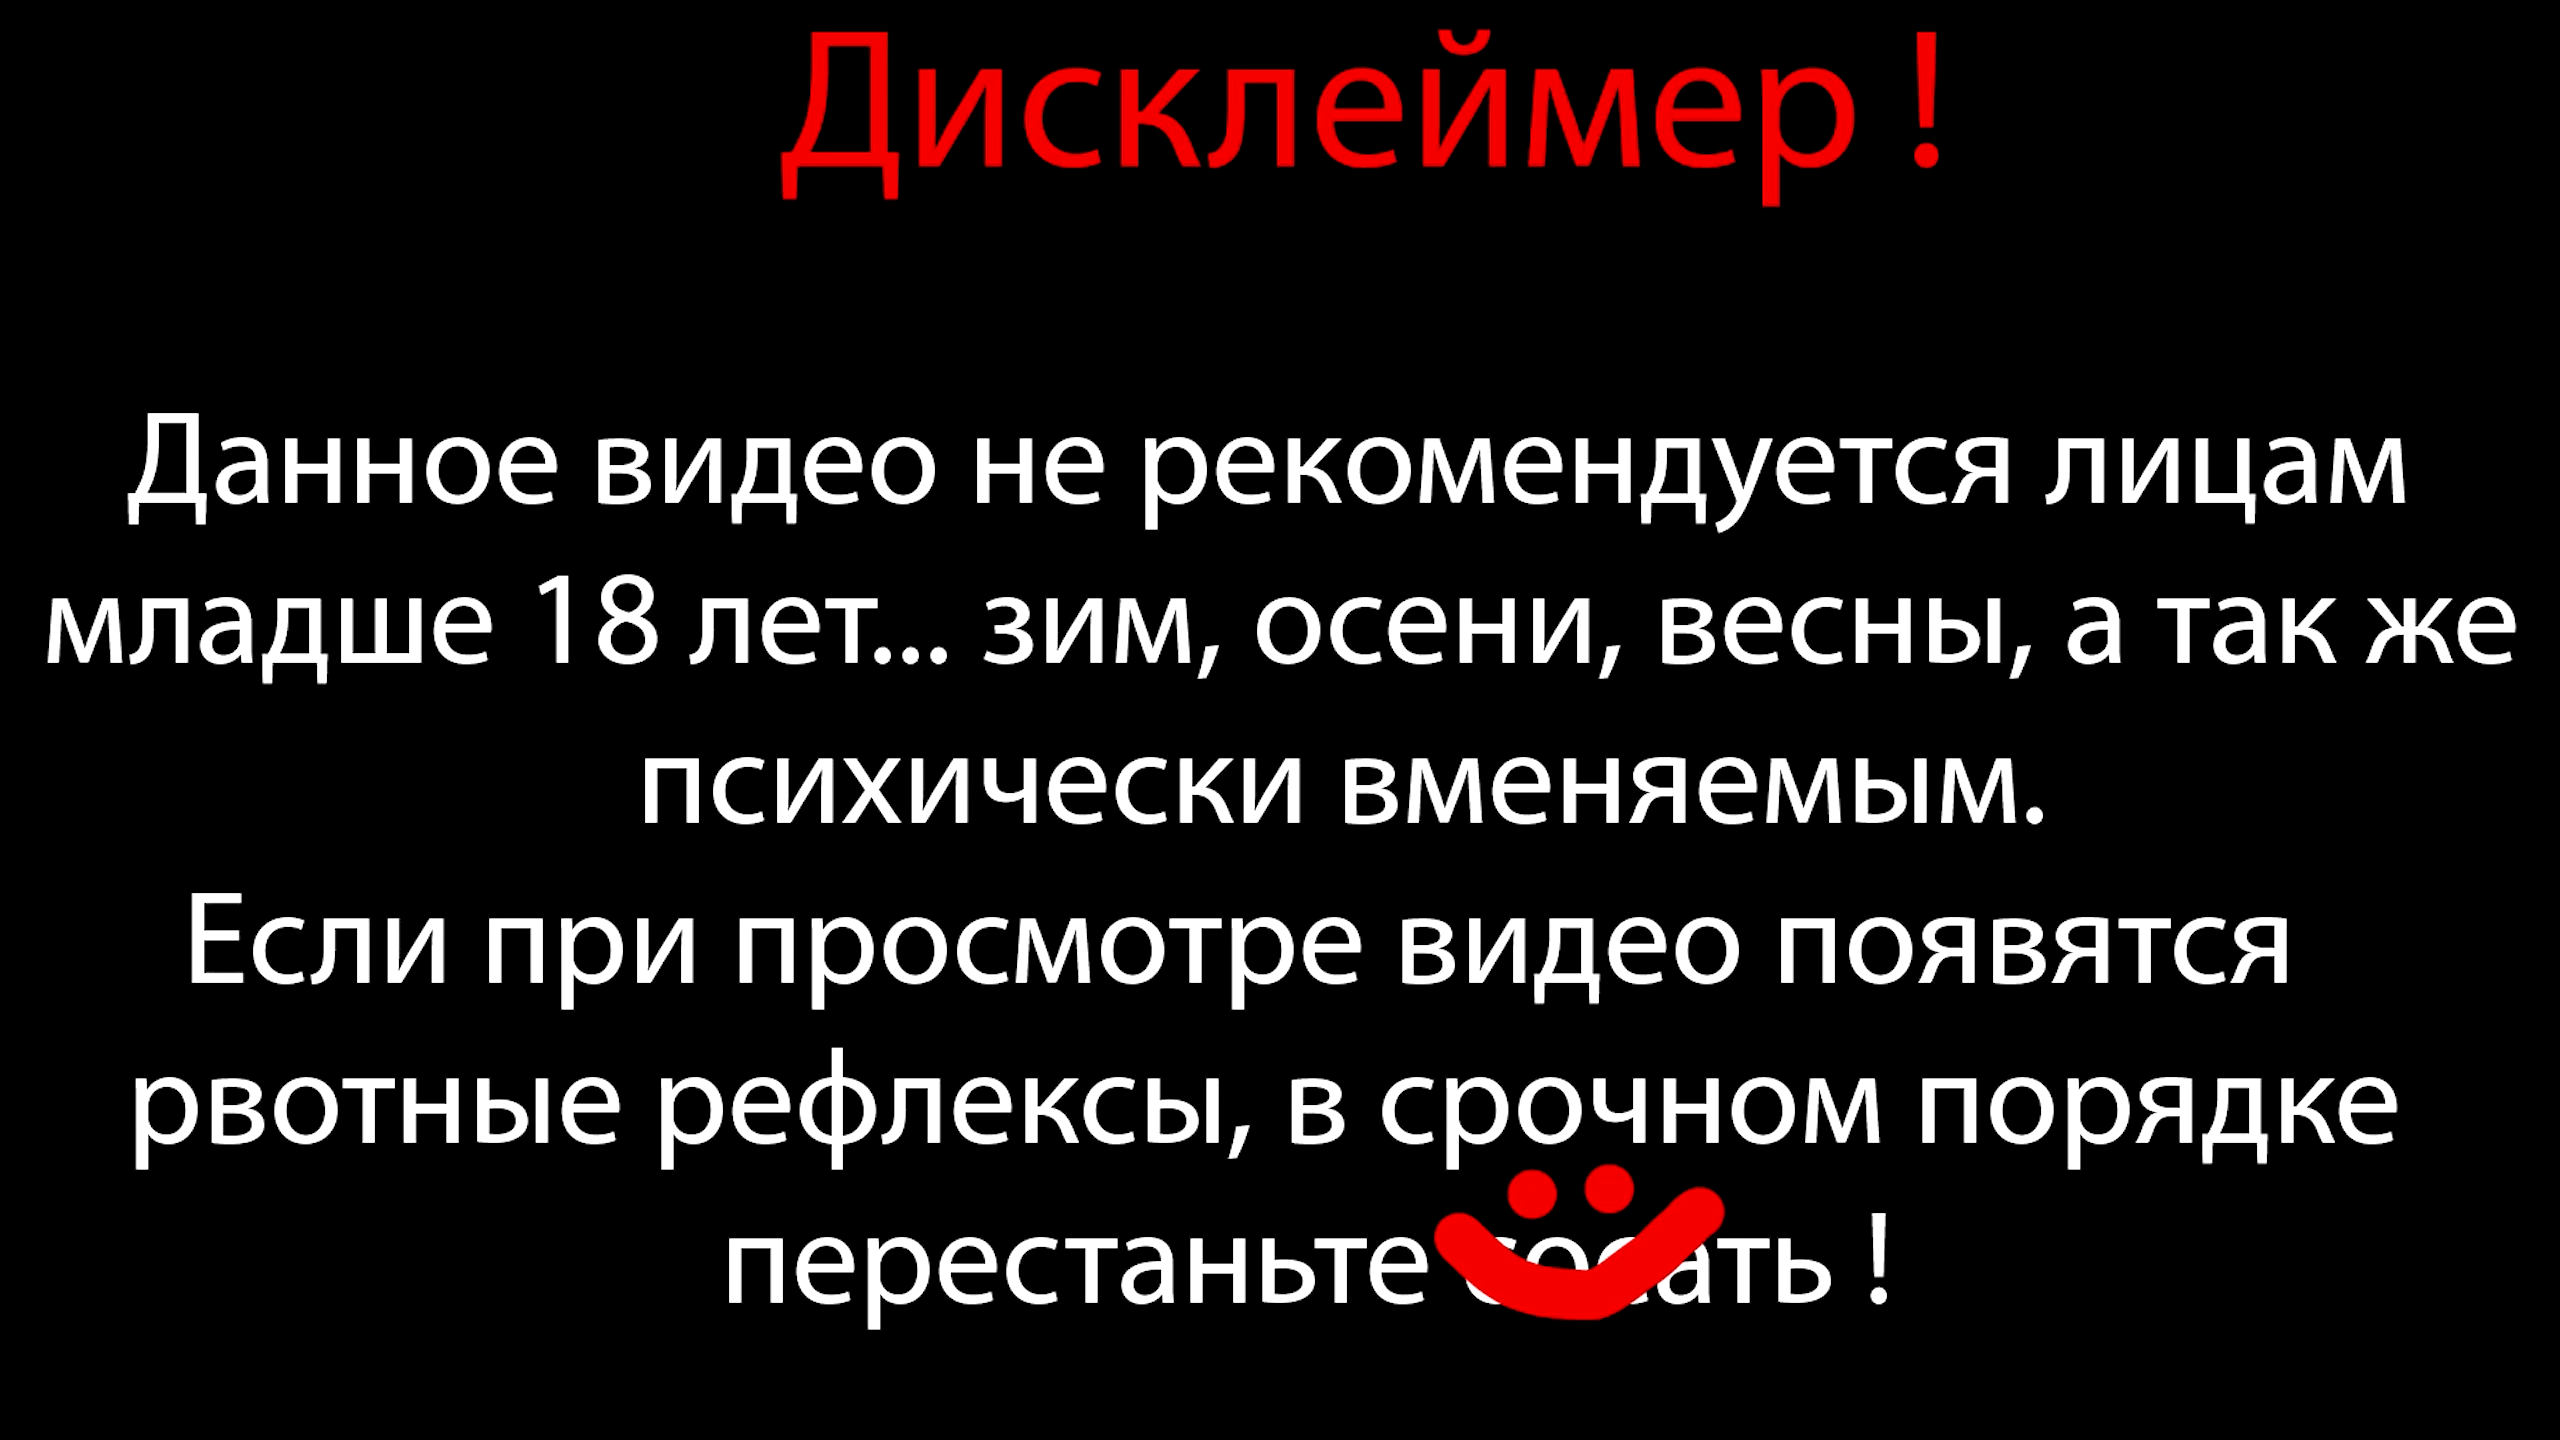 Дисклеймер !
Данное видео не рекомендуется лицам
младше 18 лет... зим, осени, весны, а так же
психически вменяемым.
Если при просмотре видео появятся
рвотные рефлексы, в срочном порядке
перестаньте сосать !